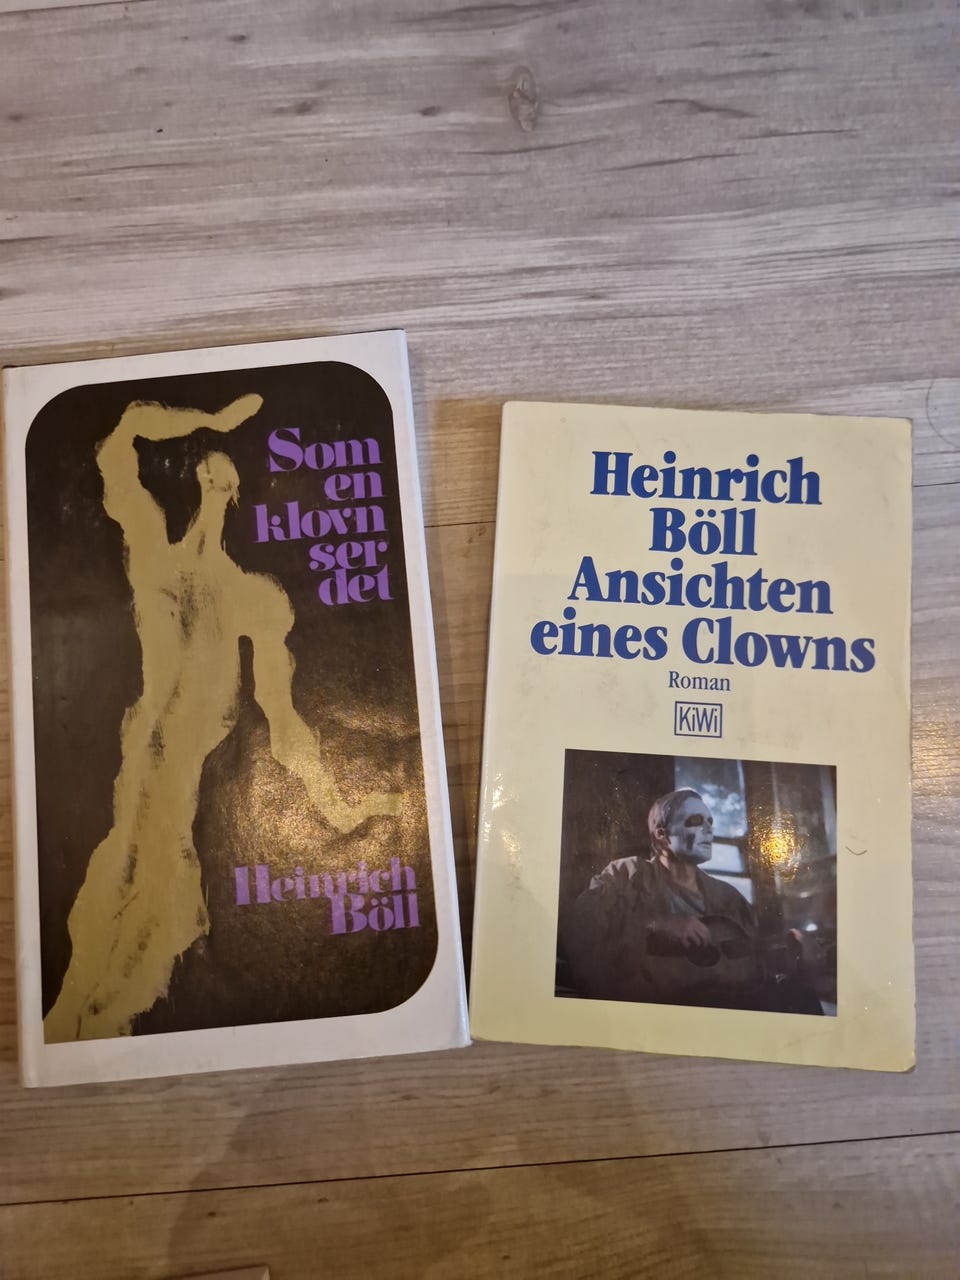 Som
en
klovn
ser
det
Heinrich
Böll
Heinrich
Böll
Ansichten
eines Clowns
Roman
KiWi